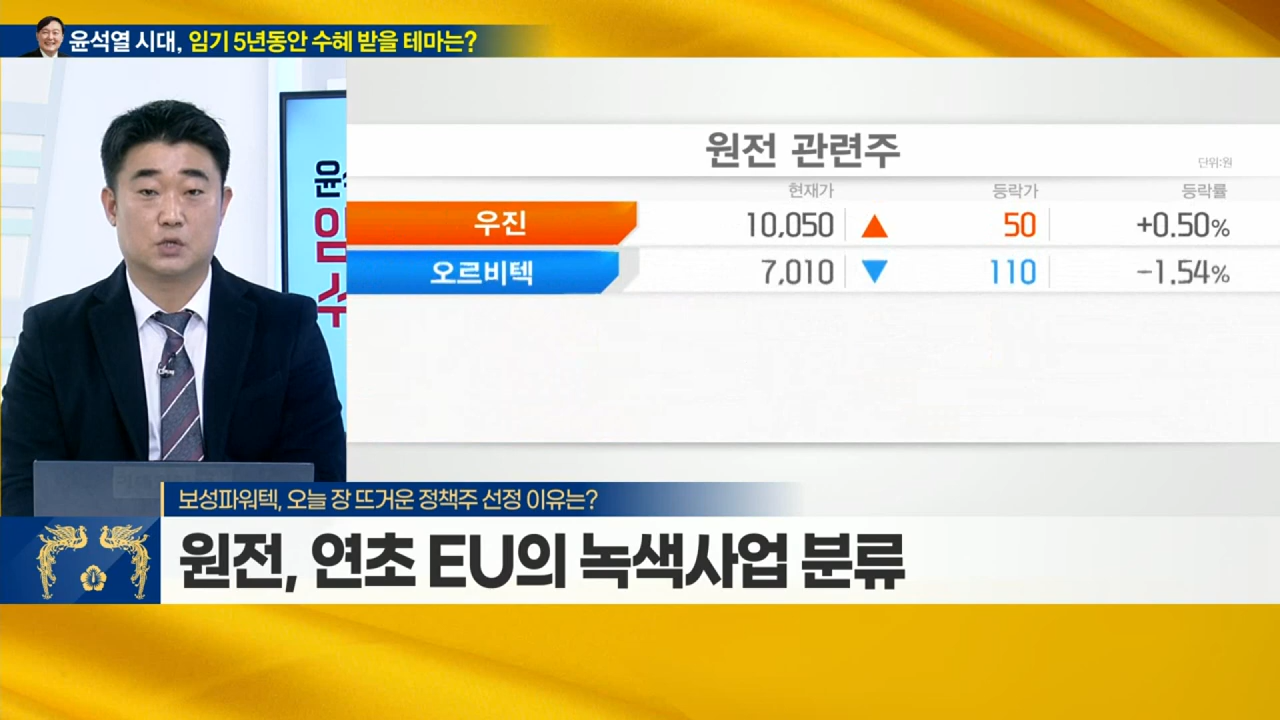 윤석열 시대, 임기 5년동안 수혜 받을 테마는?
원전 관련주
단위:원
현재가 등락가 등락률
우진 10,050 ▲ 50 +0.50%
오르비텍 7,010 ▼ 110 -1.54%
보성파워텍, 오늘 장 뜨거운 정책주 선정 이유는?
원전, 연초 EU의 녹색사업 분류